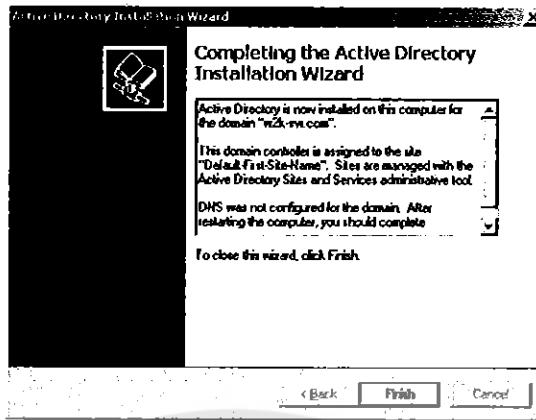 Active Directory Installation Wizard
Completing the Active Directory
Installation Wizard
Active Directory is now installed on this computer for
the domain "w2k-svr.com".
This domain controller is assigned to the site
"Default-First-Site-Name". Sites are managed with the
Active Directory Sites and Services administrative tool.
DNS was not configured for the domain. After
restarting the computer, you should complete
To close this wizard, click Finish.
< Back
Finish
Cancel